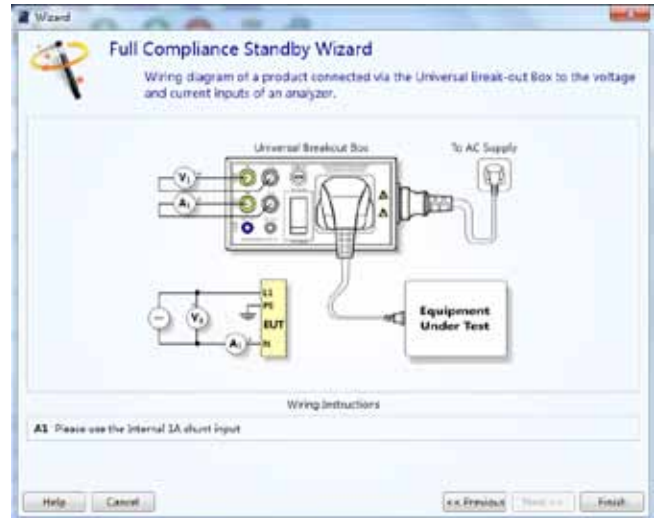 Wizard
Full Compliance Standby Wizard
Wiring diagram of a product connected via the Universal Break-out Box to the voltage
and current inputs of an analyzer.
Universal Breakout Box
To AC Supply
V1
A1
L1
PE
EUT
N
V1
A1
Equipment
Under Test
Wiring Instructions
A1 Please use the Internal 1A shunt input
Help
Cancel
<< Previous
Next >>
Finish